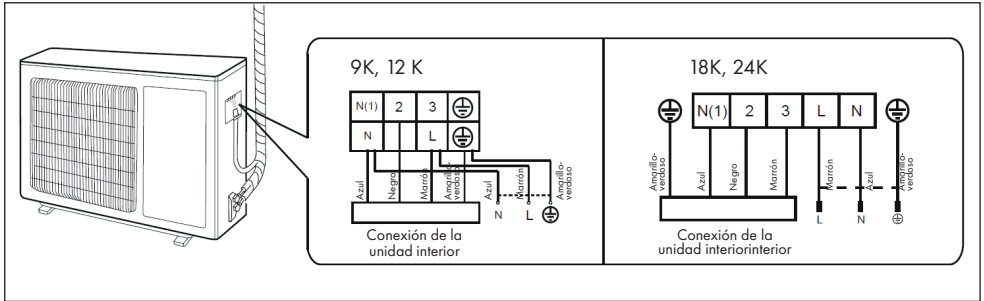 9K, 12 K
N(1) 2 3
N L
Azul
Negro
Marrón
Amarillo-
verdoso
Azul
Marrón
Amarillo-
verdoso
N L
Conexión de la
unidad interior
18K, 24K
N(1) 2 3 L N
Amarillo-
verdoso
Azul
Negro
Marrón
Marrón
Azul
Amarillo-
verdoso
L N
Conexión de la
unidad interiorinterior